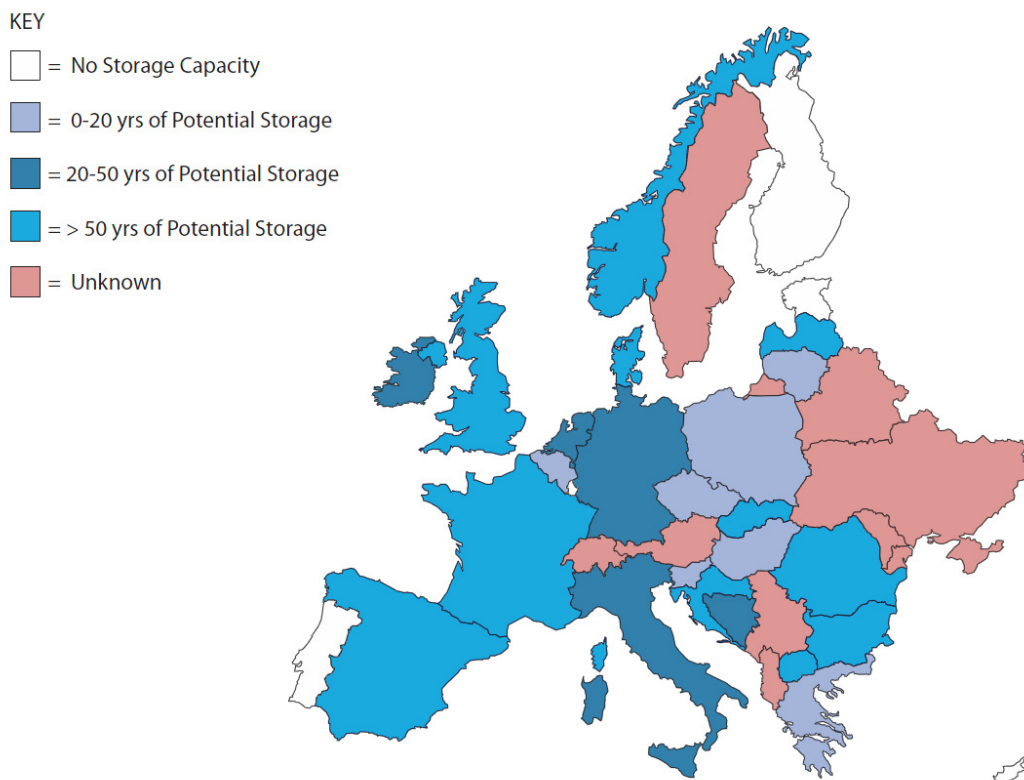 KEY
= No Storage Capacity
= 0-20 yrs of Potential Storage
= 20-50 yrs of Potential Storage
= > 50 yrs of Potential Storage
= Unknown